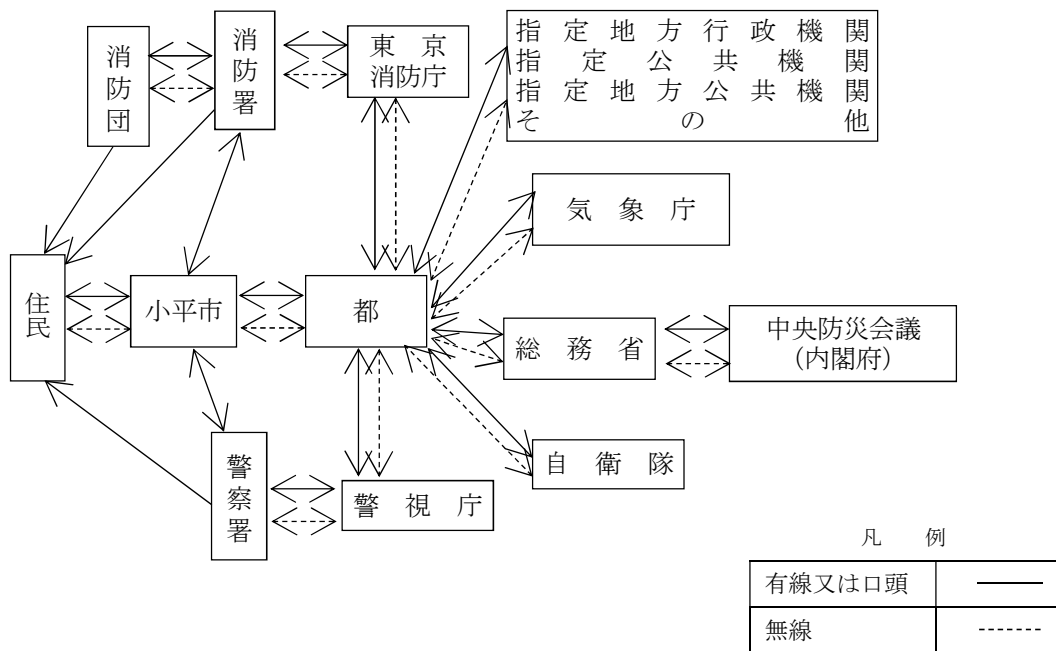 消防団
消防署
東京
消防庁
指定地方行政機関
指定公共機関
指定地方公共機関
その他
気象庁
住民
小平市
都
総務省
中央防災会議
(内閣府)
自衛隊
警察署
警視庁
凡例
有線又は口頭
無線